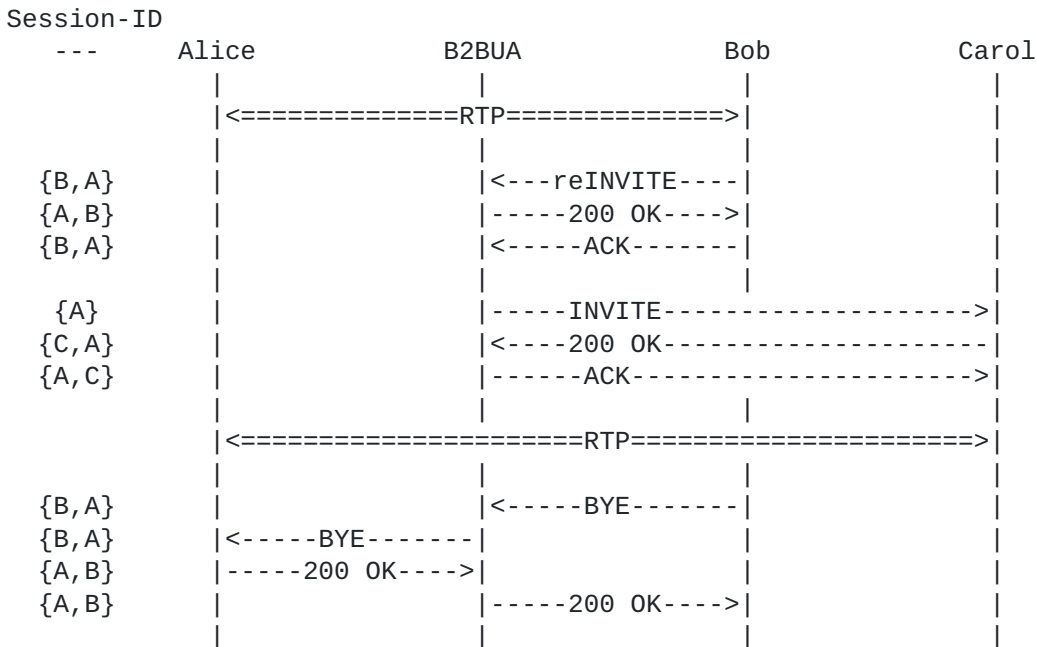 Session-ID
   ---     Alice            B2BUA             Bob            Carol
              |                |                |               |
              |<==============RTP==============>|               |
              |                |                |               |
  {B,A}       |                |<---reINVITE----|               |
  {A,B}       |                |-----200 OK---->|               |
  {B,A}       |                |<-----ACK-------|               |
              |                |                |               |
   {A}        |                |-----INVITE-------------------->|
  {C,A}       |                |<----200 OK---------------------|
  {A,C}       |                |------ACK---------------------->|
              |                |                |               |
              |<======================RTP======================>|
              |                |                |               |
  {B,A}       |                |<-----BYE-------|               |
  {B,A}       |<-----BYE-------|                |               |
  {A,B}       |-----200 OK---->|                |               |
  {A,B}       |                |-----200 OK---->|               |
              |                |                |               |